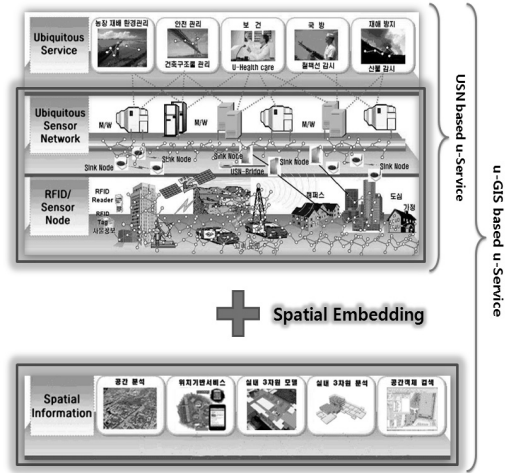 Ubiquitous
Service
농장 재배 환경관리
안전 관리
건축구조물 관리
보 건
U-Health care
국 방
철책선 감시
재해 방지
산불 감시
Ubiquitous
Sensor
Network
M/W
M/W
M/W
M/W
Sink Node
Sink Node
Sink Node
Sink Node
Sink Node
USN-Bridge
RFID/
Sensor
Node
RFID
Reader
RFID
Tag
캠퍼스
도심
가정
USN based u-Service
u-GIS based u-Service
Spatial Embedding
Spatial
Information
공간 분석
위치기반서비스
실내 3차원 모델
실내 3차원 분석
공간객체 검색